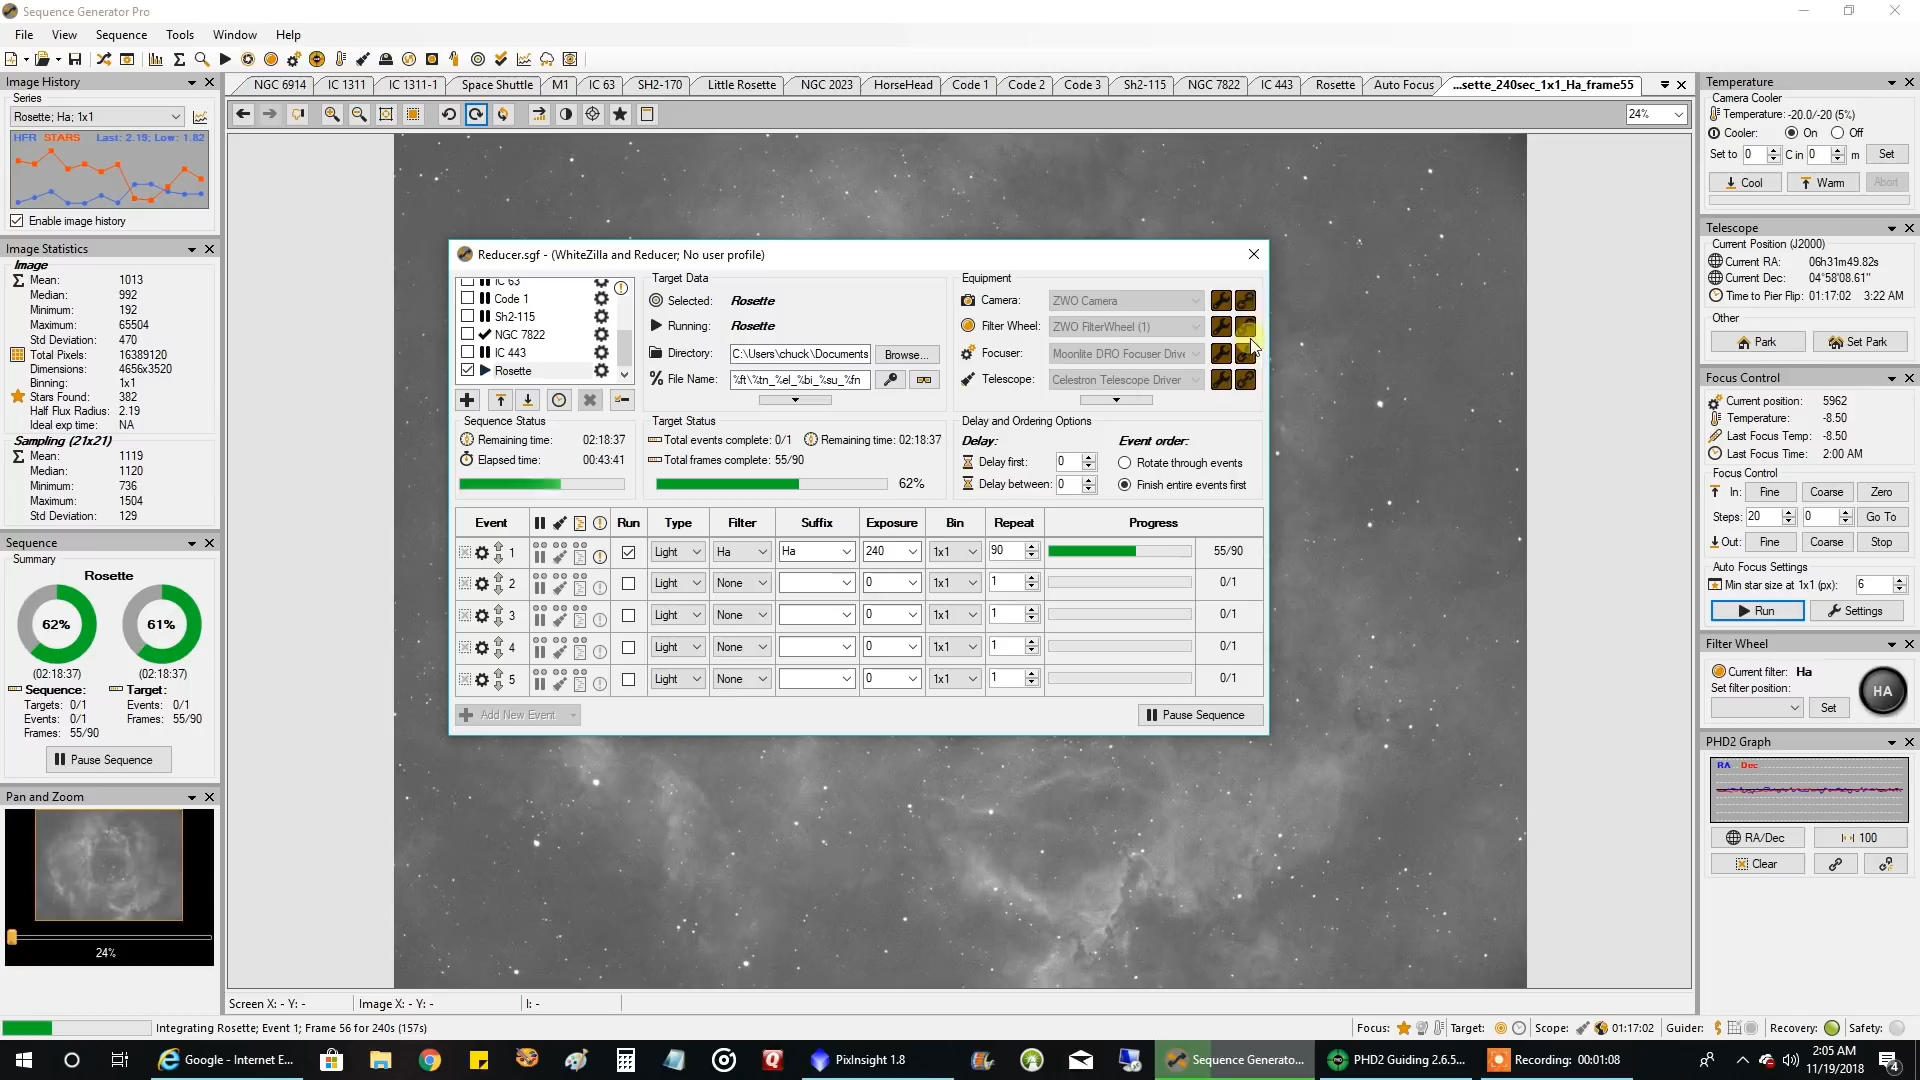 Sequence Generator Pro
File View Sequence Tools Window Help
Image History
Series
Rosette; Ha; 1x1
HFR STARS Last: 2.19; Low: 1.82
Enable image history
Image Statistics
Image
Mean: 1013
Median: 992
Minimum: 192
Maximum: 65504
Std Deviation: 470
Total Pixels: 16389120
Dimensions: 4656x3520
Binning: 1x1
Stars Found: 382
Half Flux Radius: 2.19
Ideal exp time: NA
Sampling (21x21)
Mean: 1119
Median: 1120
Minimum: 736
Maximum: 1504
Std Deviation: 129
Sequence
Summary
Rosette
62% 61%
(02:18:37) (02:18:37)
Sequence: Target:
Targets: 0/1 Events: 0/1
Events: 0/1 Frames: 55/90
Frames: 55/90
Pause Sequence
Pan and Zoom
24%
NGC 6914 IC 1311 IC 1311-1 Space Shuttle M1 IC 63 SH2-170 Little Rosette NGC 2023 HorseHead Code 1 Code 2 Code 3 Sh2-115 NGC 7822 IC 443 Rosette Auto Focus ...sette_240sec_1x1_Ha_frame55
24%
Reducer.sgf - (WhiteZilla and Reducer; No user profile)
IC 63
Code 1
Sh2-115
NGC 7822
IC 443
Rosette
Target Data
Selected: Rosette
Running: Rosette
Directory: C:\Users\chuck\Documents Browse...
File Name: %ft\%tn_%el_%bi_%su_%fn
Equipment
Camera: ZWO Camera
Filter Wheel: ZWO FilterWheel (1)
Focuser: Moonlite DRO Focuser Drive
Telescope: Celestron Telescope Driver
Sequence Status
Remaining time: 02:18:37
Elapsed time: 00:43:41
Target Status
Total events complete: 0/1 Remaining time: 02:18:37
Total frames complete: 55/90
62%
Delay and Ordering Options
Delay: Event order:
Delay first: 0 Rotate through events
Delay between: 0 Finish entire events first
Event Run Type Filter Suffix Exposure Bin Repeat Progress
1 Light Ha Ha 240 1x1 90 55/90
2 Light None 0 1x1 1 0/1
3 Light None 0 1x1 1 0/1
4 Light None 0 1x1 1 0/1
5 Light None 0 1x1 1 0/1
Add New Event Pause Sequence
Screen X: - Y: - Image X: - Y: - I: -
Temperature
Camera Cooler
Temperature: -20.0/-20 (5%)
Cooler: On Off
Set to 0 C in 0 m Set
Cool Warm Abort
Telescope
Current Position (J2000)
Current RA: 06h31m49.82s
Current Dec: 04°58'08.61"
Time to Pier Flip: 01:17:02 3:22 AM
Other
Park Set Park
Focus Control
Current position: 5962
Temperature: -8.50
Last Focus Temp: -8.50
Last Focus Time: 2:00 AM
Focus Control
In: Fine Coarse Zero
Steps: 20 0 Go To
Out: Fine Coarse Stop
Auto Focus Settings
Min star size at 1x1 (px): 6
Run Settings
Filter Wheel
Current filter: Ha
Set filter position:
Set
HA
PHD2 Graph
RA Dec
RA/Dec 100
Clear
Integrating Rosette; Event 1; Frame 56 for 240s (157s)
Focus: Target: Scope: 01:17:02 Guider: Recovery: Safety:
Google - Internet E... PixInsight 1.8 Sequence Generato... PHD2 Guiding 2.6.5... Recording: 00:01:08
2:05 AM
11/19/2018
4